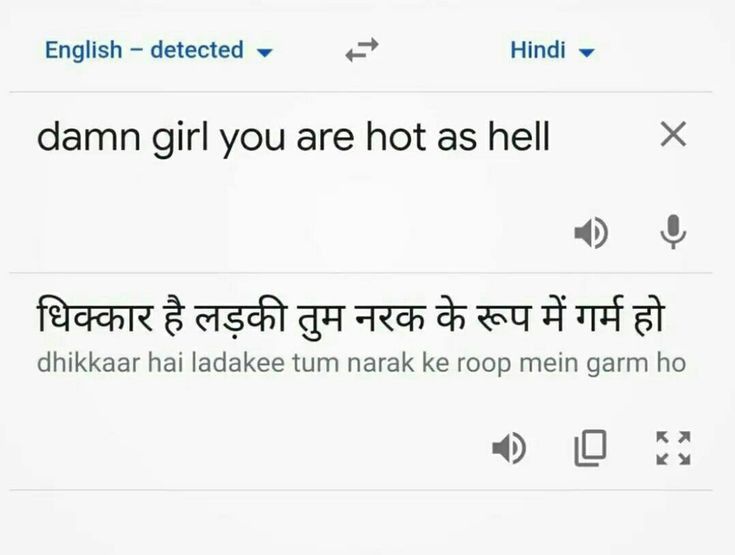 English – detected
Hindi
damn girl you are hot as hell
धिक्कार है लड़की तुम नरक के रूप में गर्म हो
dhikkaar hai ladakee tum narak ke roop mein garm ho